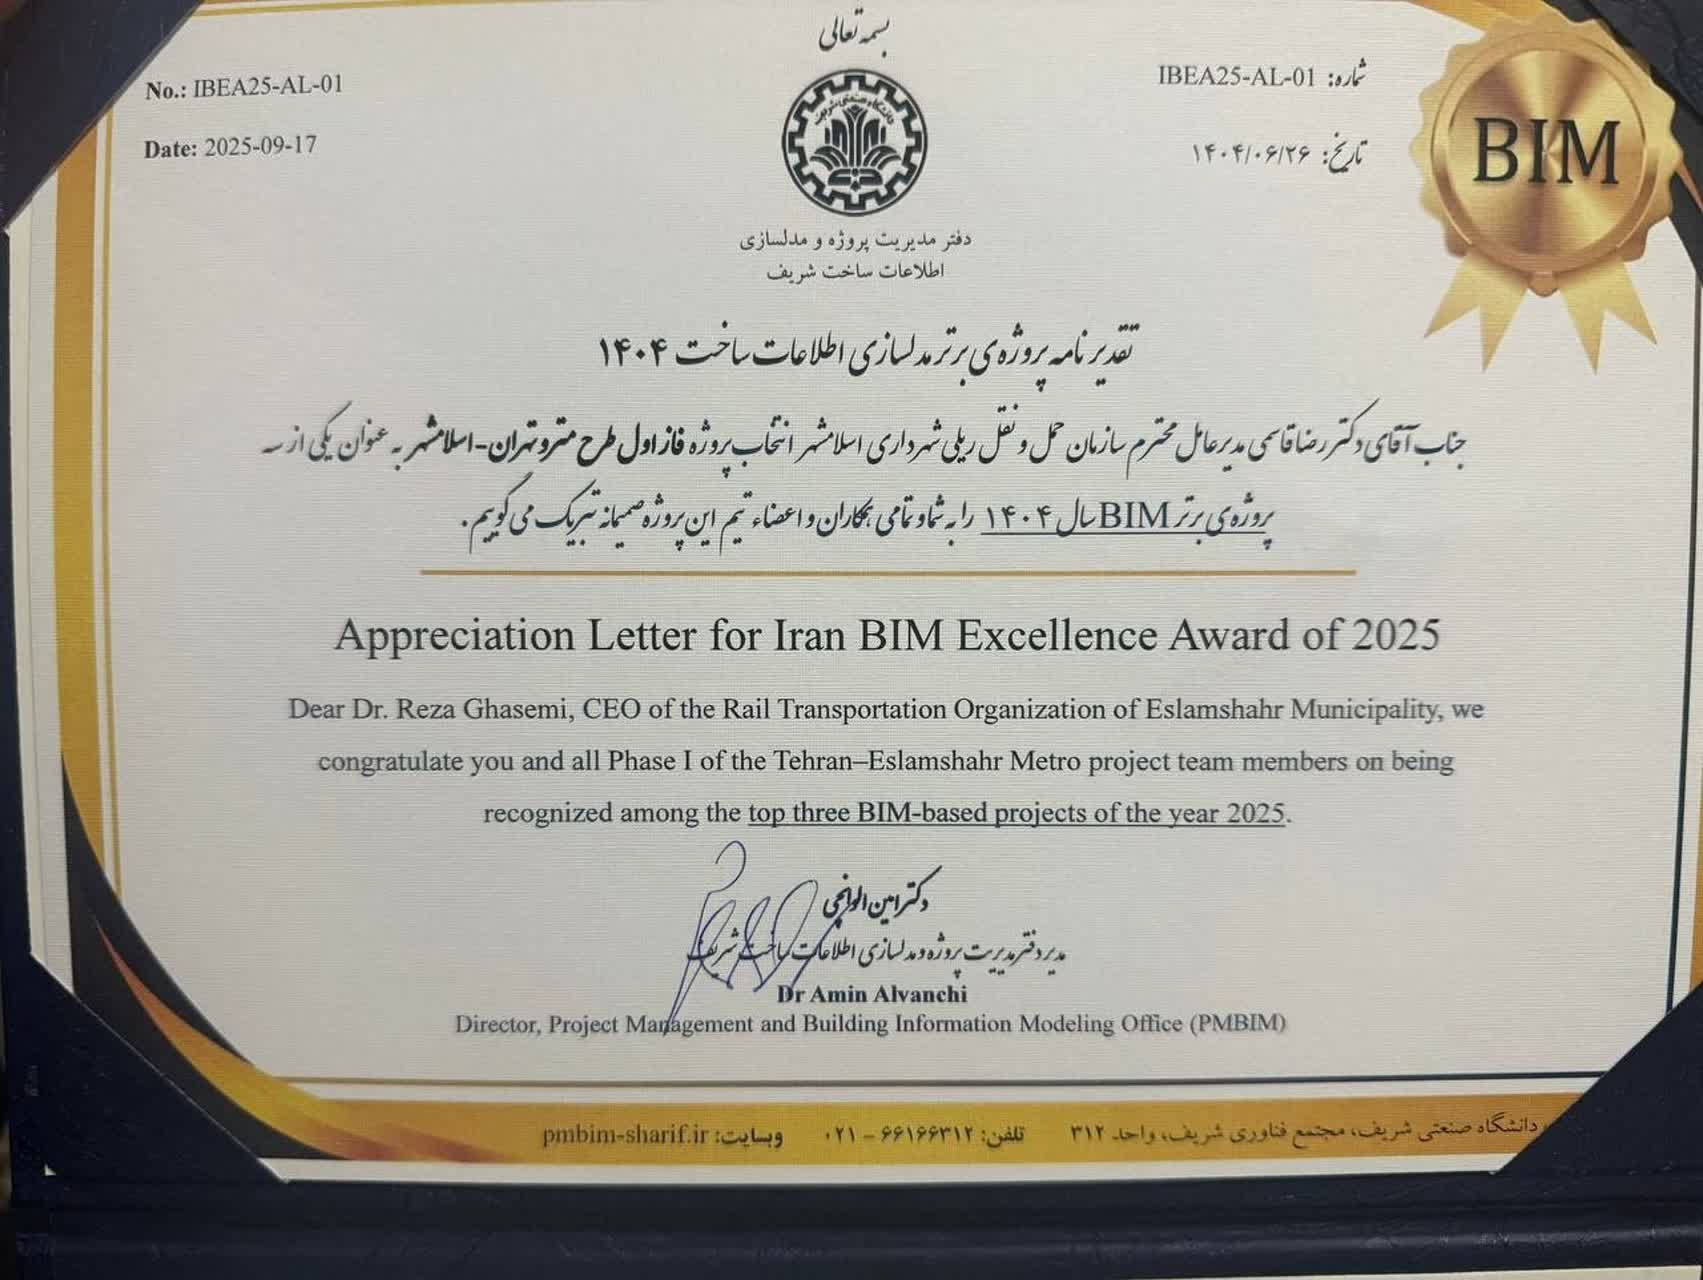 بسمه تعالی
No.: IBEA25-AL-01
شماره: IBEA25-AL-01
Date: 2025-09-17
تاریخ: ۱۴۰۴/۰۶/۲۶
BIM
دانشگاه صنعتی شریف
دفتر مدیریت پروژه و مدلسازی
اطلاعات ساخت شریف
تقدیرنامه پروژه‌ی برتر مدلسازی اطلاعات ساخت ۱۴۰۴
جناب آقای دکتر رضا قاسمی مدیرعامل محترم سازمان حمل و نقل ریلی شهرداری اسلامشهر انتخاب پروژه فاز اول طرح مترو تهران-اسلامشهر به عنوان یکی از سه
پروژه‌ی برتر BIM سال ۱۴۰۴ را به شما و تمامی همکاران و اعضاء تیم این پروژه صمیمانه تبریک می‌گوییم.
Appreciation Letter for Iran BIM Excellence Award of 2025
Dear Dr. Reza Ghasemi, CEO of the Rail Transportation Organization of Eslamshahr Municipality, we
congratulate you and all Phase I of the Tehran–Eslamshahr Metro project team members on being
recognized among the top three BIM-based projects of the year 2025.
دکتر امین الوانچی
مدیر دفتر مدیریت پروژه و مدلسازی اطلاعات ساخت شریف
Dr Amin Alvanchi
Director, Project Management and Building Information Modeling Office (PMBIM)
دانشگاه صنعتی شریف، مجتمع فناوری شریف، واحد ۳۱۲ تلفن: ۶۶۱۶۶۳۱۲ - ۰۲۱ وبسایت: pmbim-sharif.ir